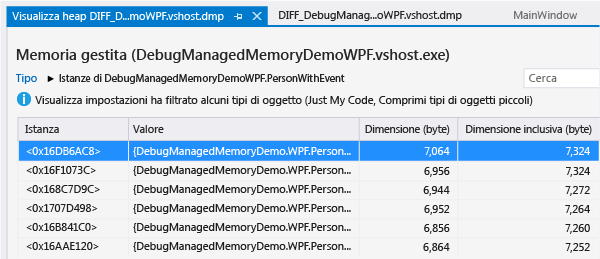 Visualizza heap DIFF_D...moWPF.vshost.dmp DIFF_DebugManag...oWPF.vshost.dmp MainWindow
Memoria gestita (DebugManagedMemoryDemoWPF.vshost.exe)
Tipo ▸ Istanze di DebugManagedMemoryDemoWPF.PersonWithEvent Cerca
Visualizza impostazioni ha filtrato alcuni tipi di oggetto (Just My Code, Comprimi tipi di oggetti piccoli)
Istanza Valore Dimensione (byte) Dimensione inclusiva (byte)
<0x16DB6AC8> {DebugManagedMemoryDemo.WPF.Person... 7,064 7,324
<0x16F1073C> {DebugManagedMemoryDemo.WPF.Person... 6,956 7,324
<0x168C7D9C> {DebugManagedMemoryDemo.WPF.Person... 6,944 7,272
<0x1707D498> {DebugManagedMemoryDemo.WPF.Person... 6,952 7,264
<0x16B841C0> {DebugManagedMemoryDemo.WPF.Person... 6,856 7,260
<0x16AAE120> {DebugManagedMemoryDemo.WPF.Person... 6,864 7,252